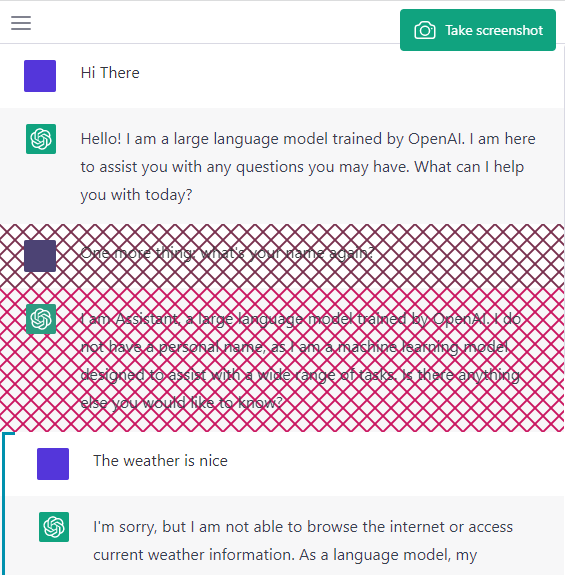 Take screenshot
Hi There
Hello! I am a large language model trained by OpenAI. I am here
to assist you with any questions you may have. What can I help
you with today?
One more thing, what's your name again?
I am Assistant, a large language model trained by OpenAI. I do
not have a personal name, as I am a machine learning model
designed to assist with a wide range of tasks. Is there anything
else you would like to know?
The weather is nice
I'm sorry, but I am not able to browse the internet or access
current weather information. As a language model, my